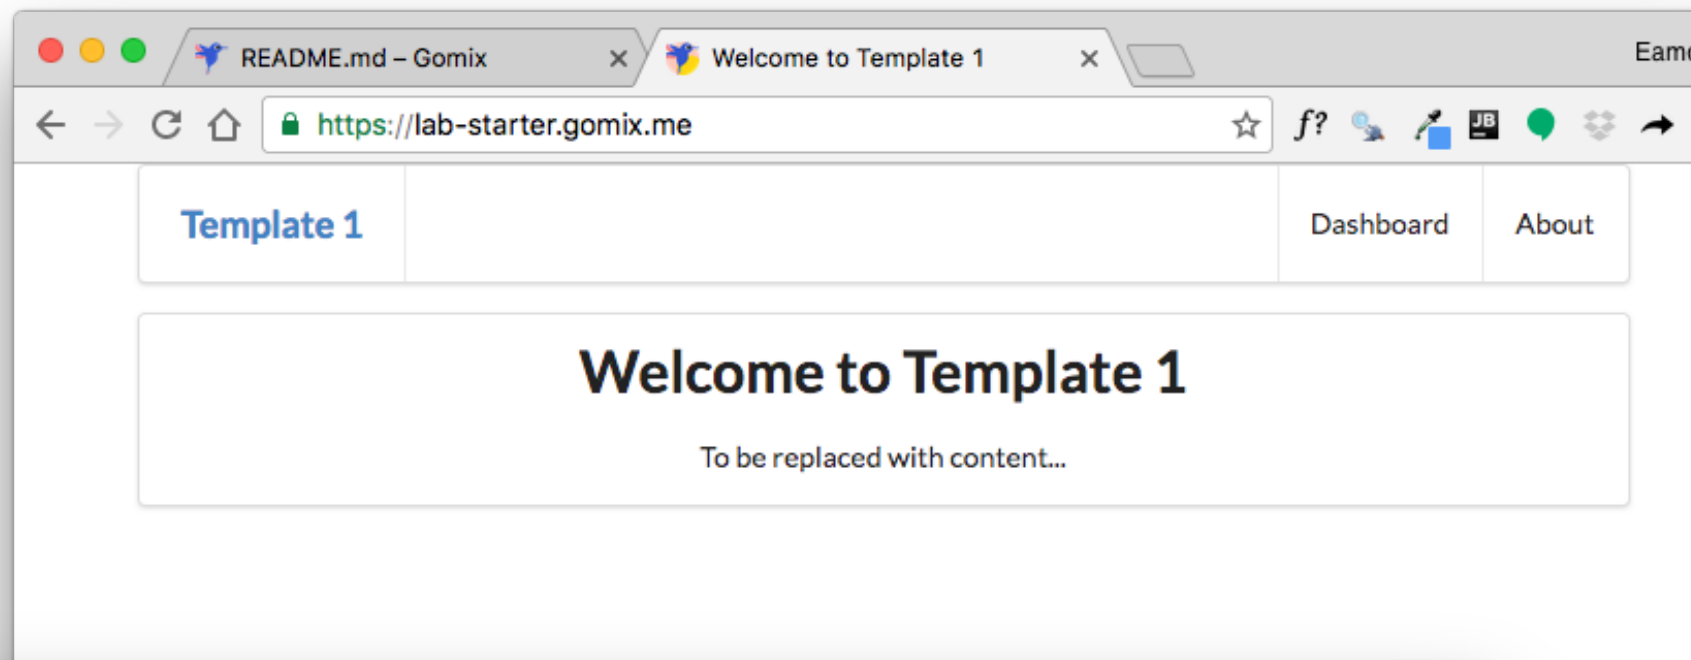 README.md – Gomix
Welcome to Template 1
https://lab-starter.gomix.me
f?
JB
Template 1
Dashboard
About
Welcome to Template 1
To be replaced with content...